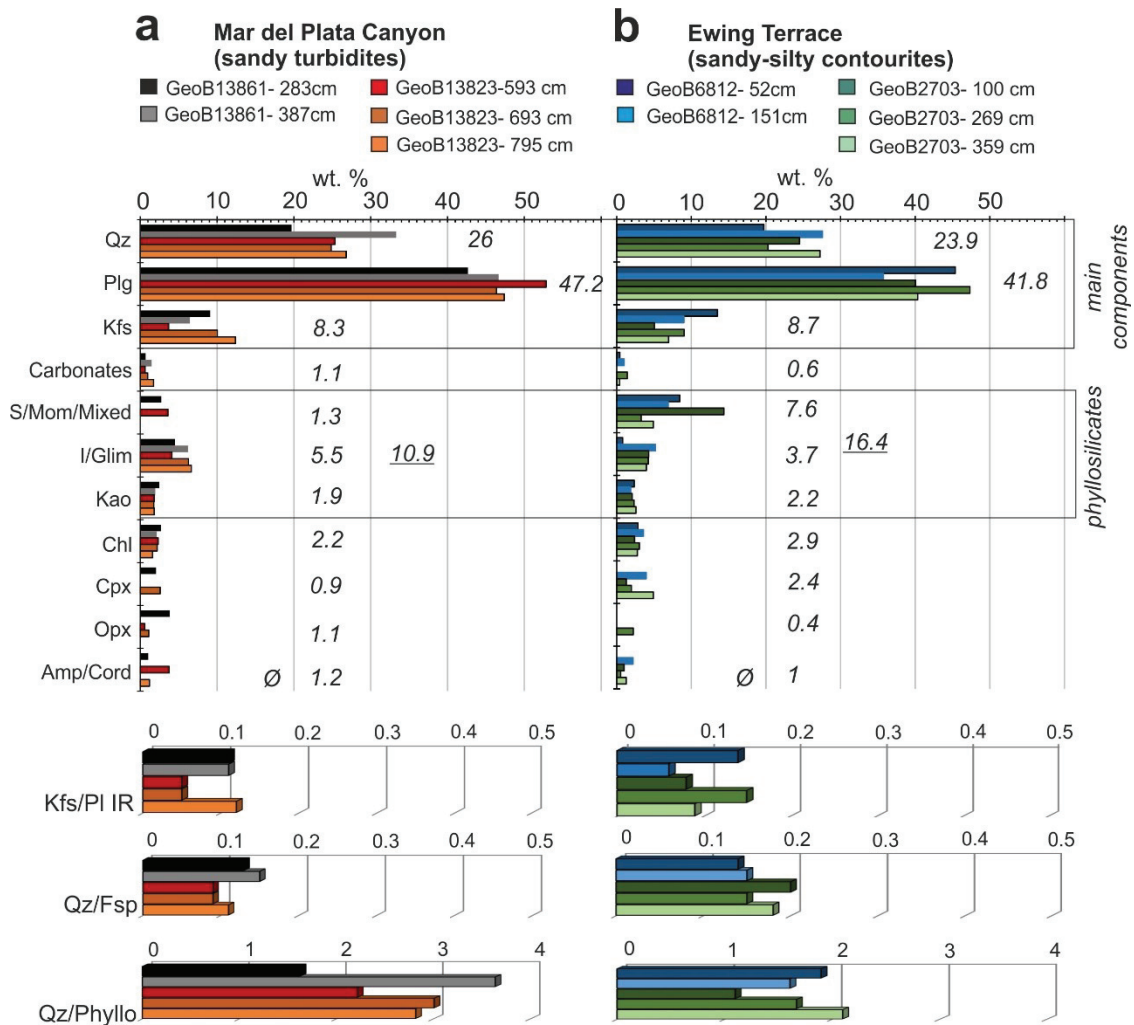 a Mar del Plata Canyon
(sandy turbidites)
GeoB13861- 283cm
GeoB13861- 387cm
GeoB13823-593 cm
GeoB13823- 693 cm
GeoB13823- 795 cm
b Ewing Terrace
(sandy-silty contourites)
GeoB6812- 52cm
GeoB6812- 151cm
GeoB2703- 100 cm
GeoB2703- 269 cm
GeoB2703- 359 cm
wt. %
0 10 20 30 40 50
wt. %
0 10 20 30 40 50
Qz 26 23.9
Plg 47.2 41.8
Kfs 8.3 8.7
main components
Carbonates 1.1 0.6
S/Mom/Mixed 1.3 7.6
I/Glim 5.5 10.9 3.7 16.4
Kao 1.9 2.2
phyllosilicates
Chl 2.2 2.9
Cpx 0.9 2.4
Opx 1.1 0.4
Amp/Cord Ø 1.2 Ø 1
0 0.1 0.2 0.3 0.4 0.5
0 0.1 0.2 0.3 0.4 0.5
Kfs/Pl IR
0 0.1 0.2 0.3 0.4 0.5
0 0.1 0.2 0.3 0.4 0.5
Qz/Fsp
0 1 2 3 4
0 1 2 3 4
Qz/Phyllo